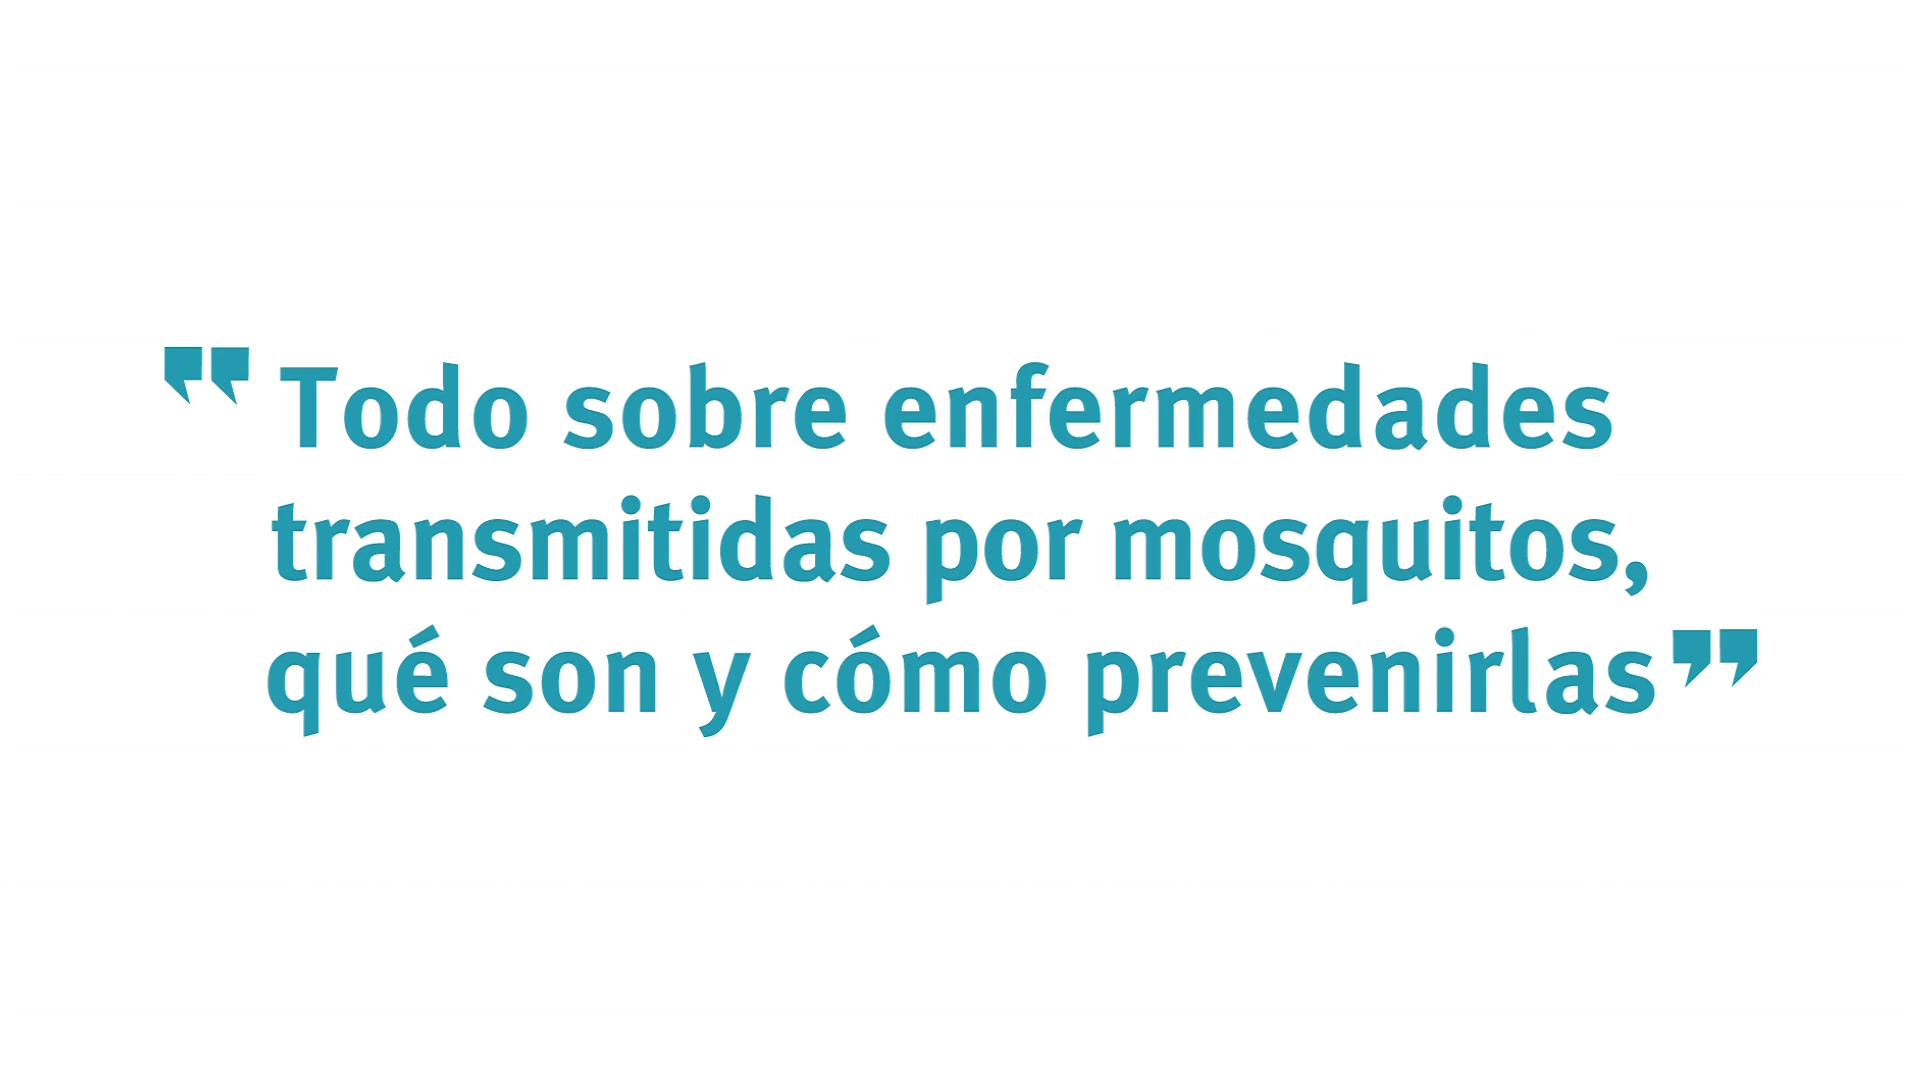 "Todo sobre enfermedades
transmitidas por mosquitos,
qué son y cómo prevenirlas"